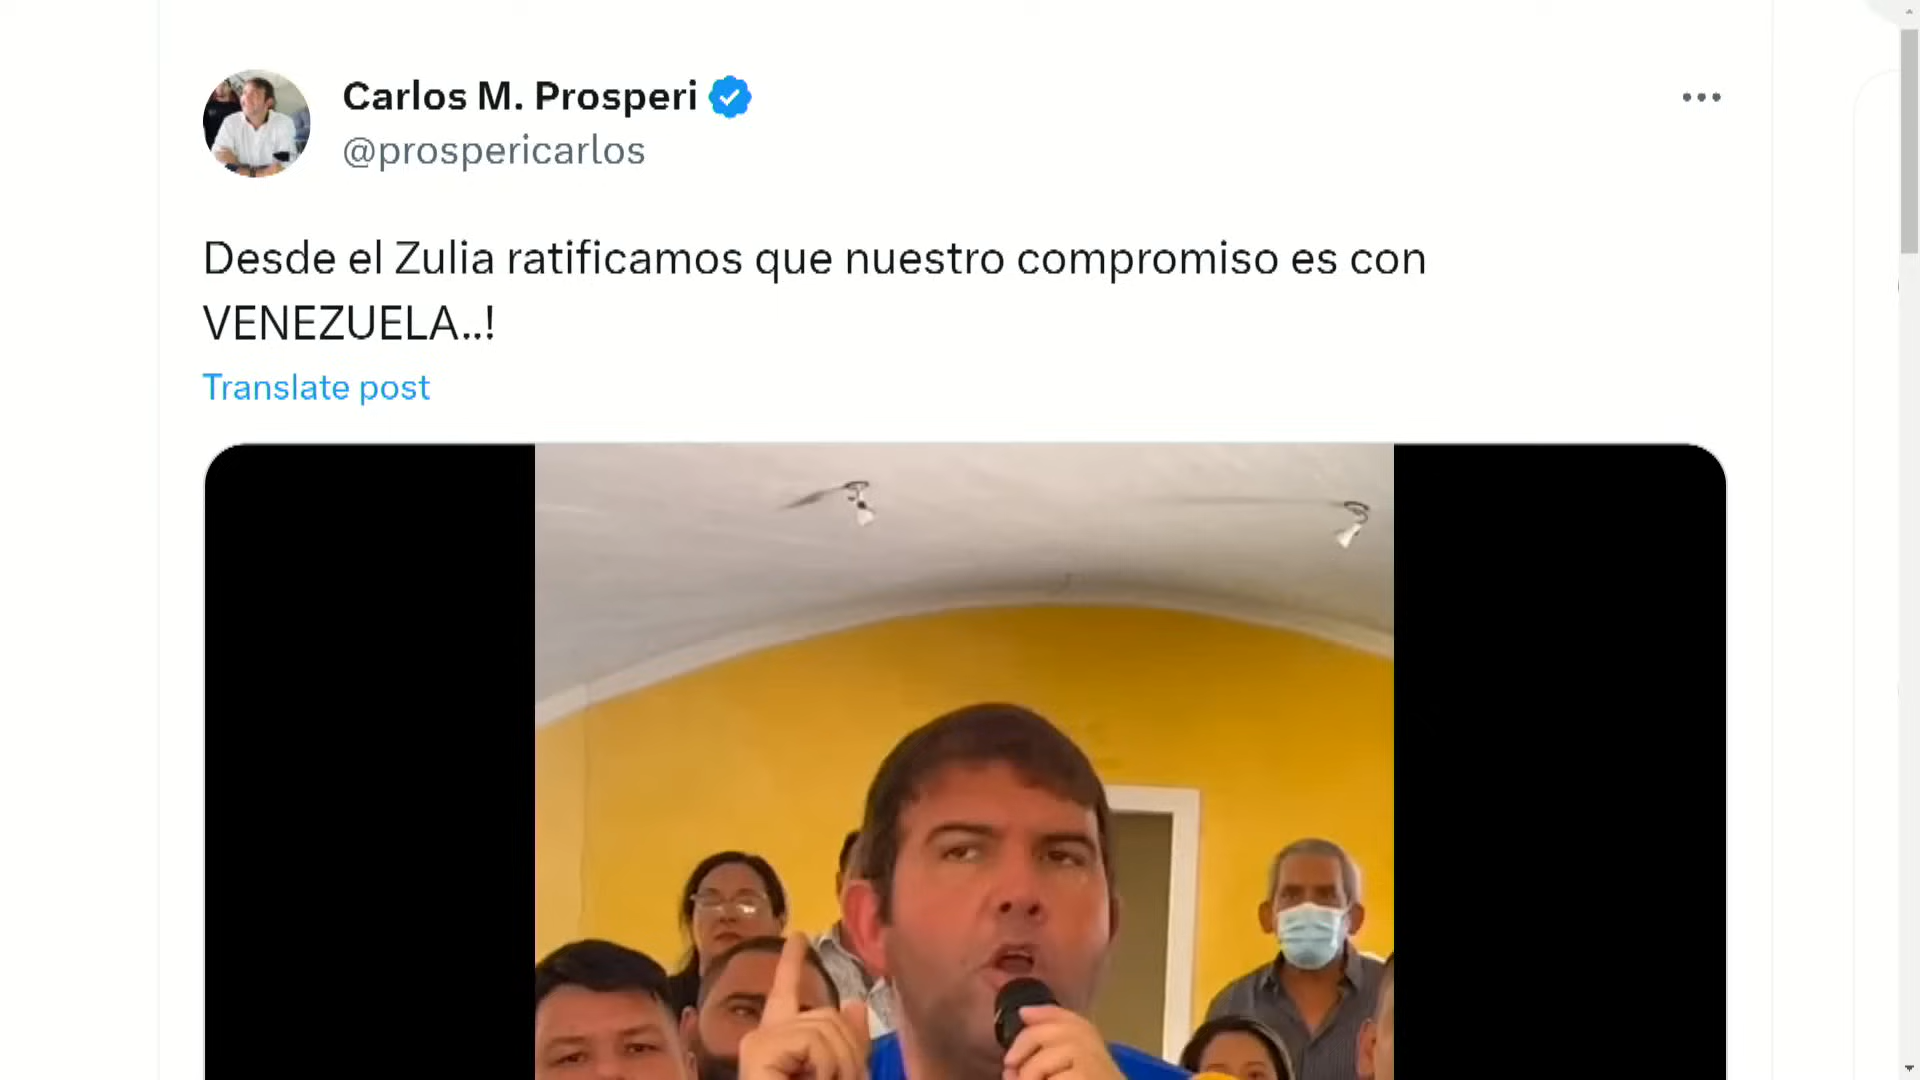 Carlos M. Prosperi
@prospericarlos
Desde el Zulia ratificamos que nuestro compromiso es con
VENEZUELA..!
Translate post